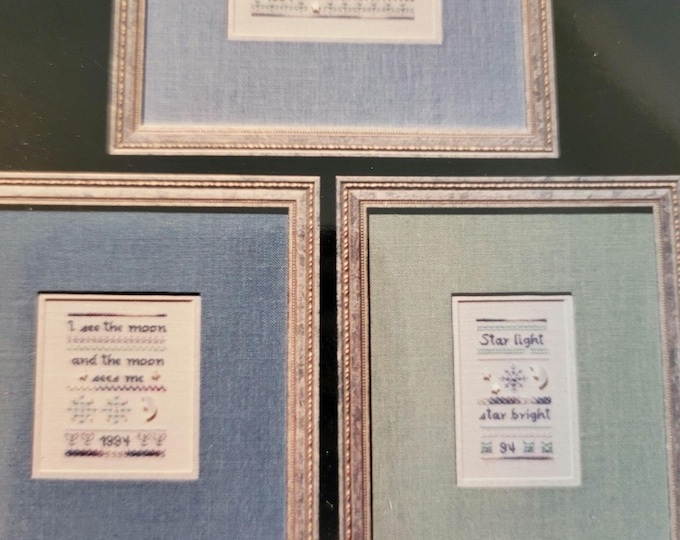 I see the moon
and the moon
sees me
1994
Star light
star bright
94